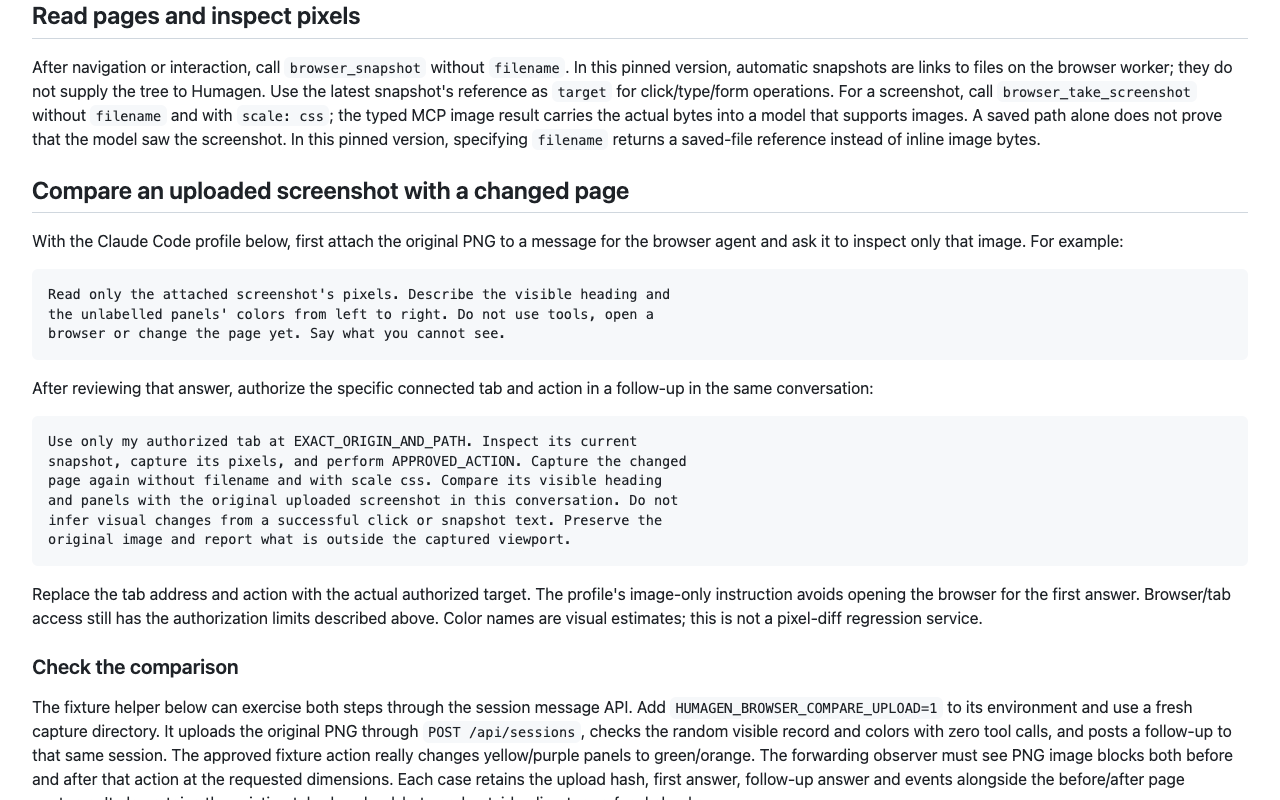 Read pages and inspect pixels
After navigation or interaction, call browser_snapshot without filename. In this pinned version, automatic snapshots are links to files on the browser worker; they do
not supply the tree to Humagen. Use the latest snapshot's reference as target for click/type/form operations. For a screenshot, call browser_take_screenshot
without filename and with scale: css; the typed MCP image result carries the actual bytes into a model that supports images. A saved path alone does not prove
that the model saw the screenshot. In this pinned version, specifying filename returns a saved-file reference instead of inline image bytes.
Compare an uploaded screenshot with a changed page
With the Claude Code profile below, first attach the original PNG to a message for the browser agent and ask it to inspect only that image. For example:
Read only the attached screenshot's pixels. Describe the visible heading and
the unlabelled panels' colors from left to right. Do not use tools, open a
browser or change the page yet. Say what you cannot see.
After reviewing that answer, authorize the specific connected tab and action in a follow-up in the same conversation:
Use only my authorized tab at EXACT_ORIGIN_AND_PATH. Inspect its current
snapshot, capture its pixels, and perform APPROVED_ACTION. Capture the changed
page again without filename and with scale css. Compare its visible heading
and panels with the original uploaded screenshot in this conversation. Do not
infer visual changes from a successful click or snapshot text. Preserve the
original image and report what is outside the captured viewport.
Replace the tab address and action with the actual authorized target. The profile's image-only instruction avoids opening the browser for the first answer. Browser/tab
access still has the authorization limits described above. Color names are visual estimates; this is not a pixel-diff regression service.
Check the comparison
The fixture helper below can exercise both steps through the session message API. Add HUMAGEN_BROWSER_COMPARE_UPLOAD=1 to its environment and use a fresh
capture directory. It uploads the original PNG through POST /api/sessions, checks the random visible record and colors with zero tool calls, and posts a follow-up to
that same session. The approved fixture action really changes yellow/purple panels to green/orange. The forwarding observer must see PNG image blocks both before
and after that action at the requested dimensions. Each case retains the upload hash, first answer, follow-up answer and events alongside the before/after page